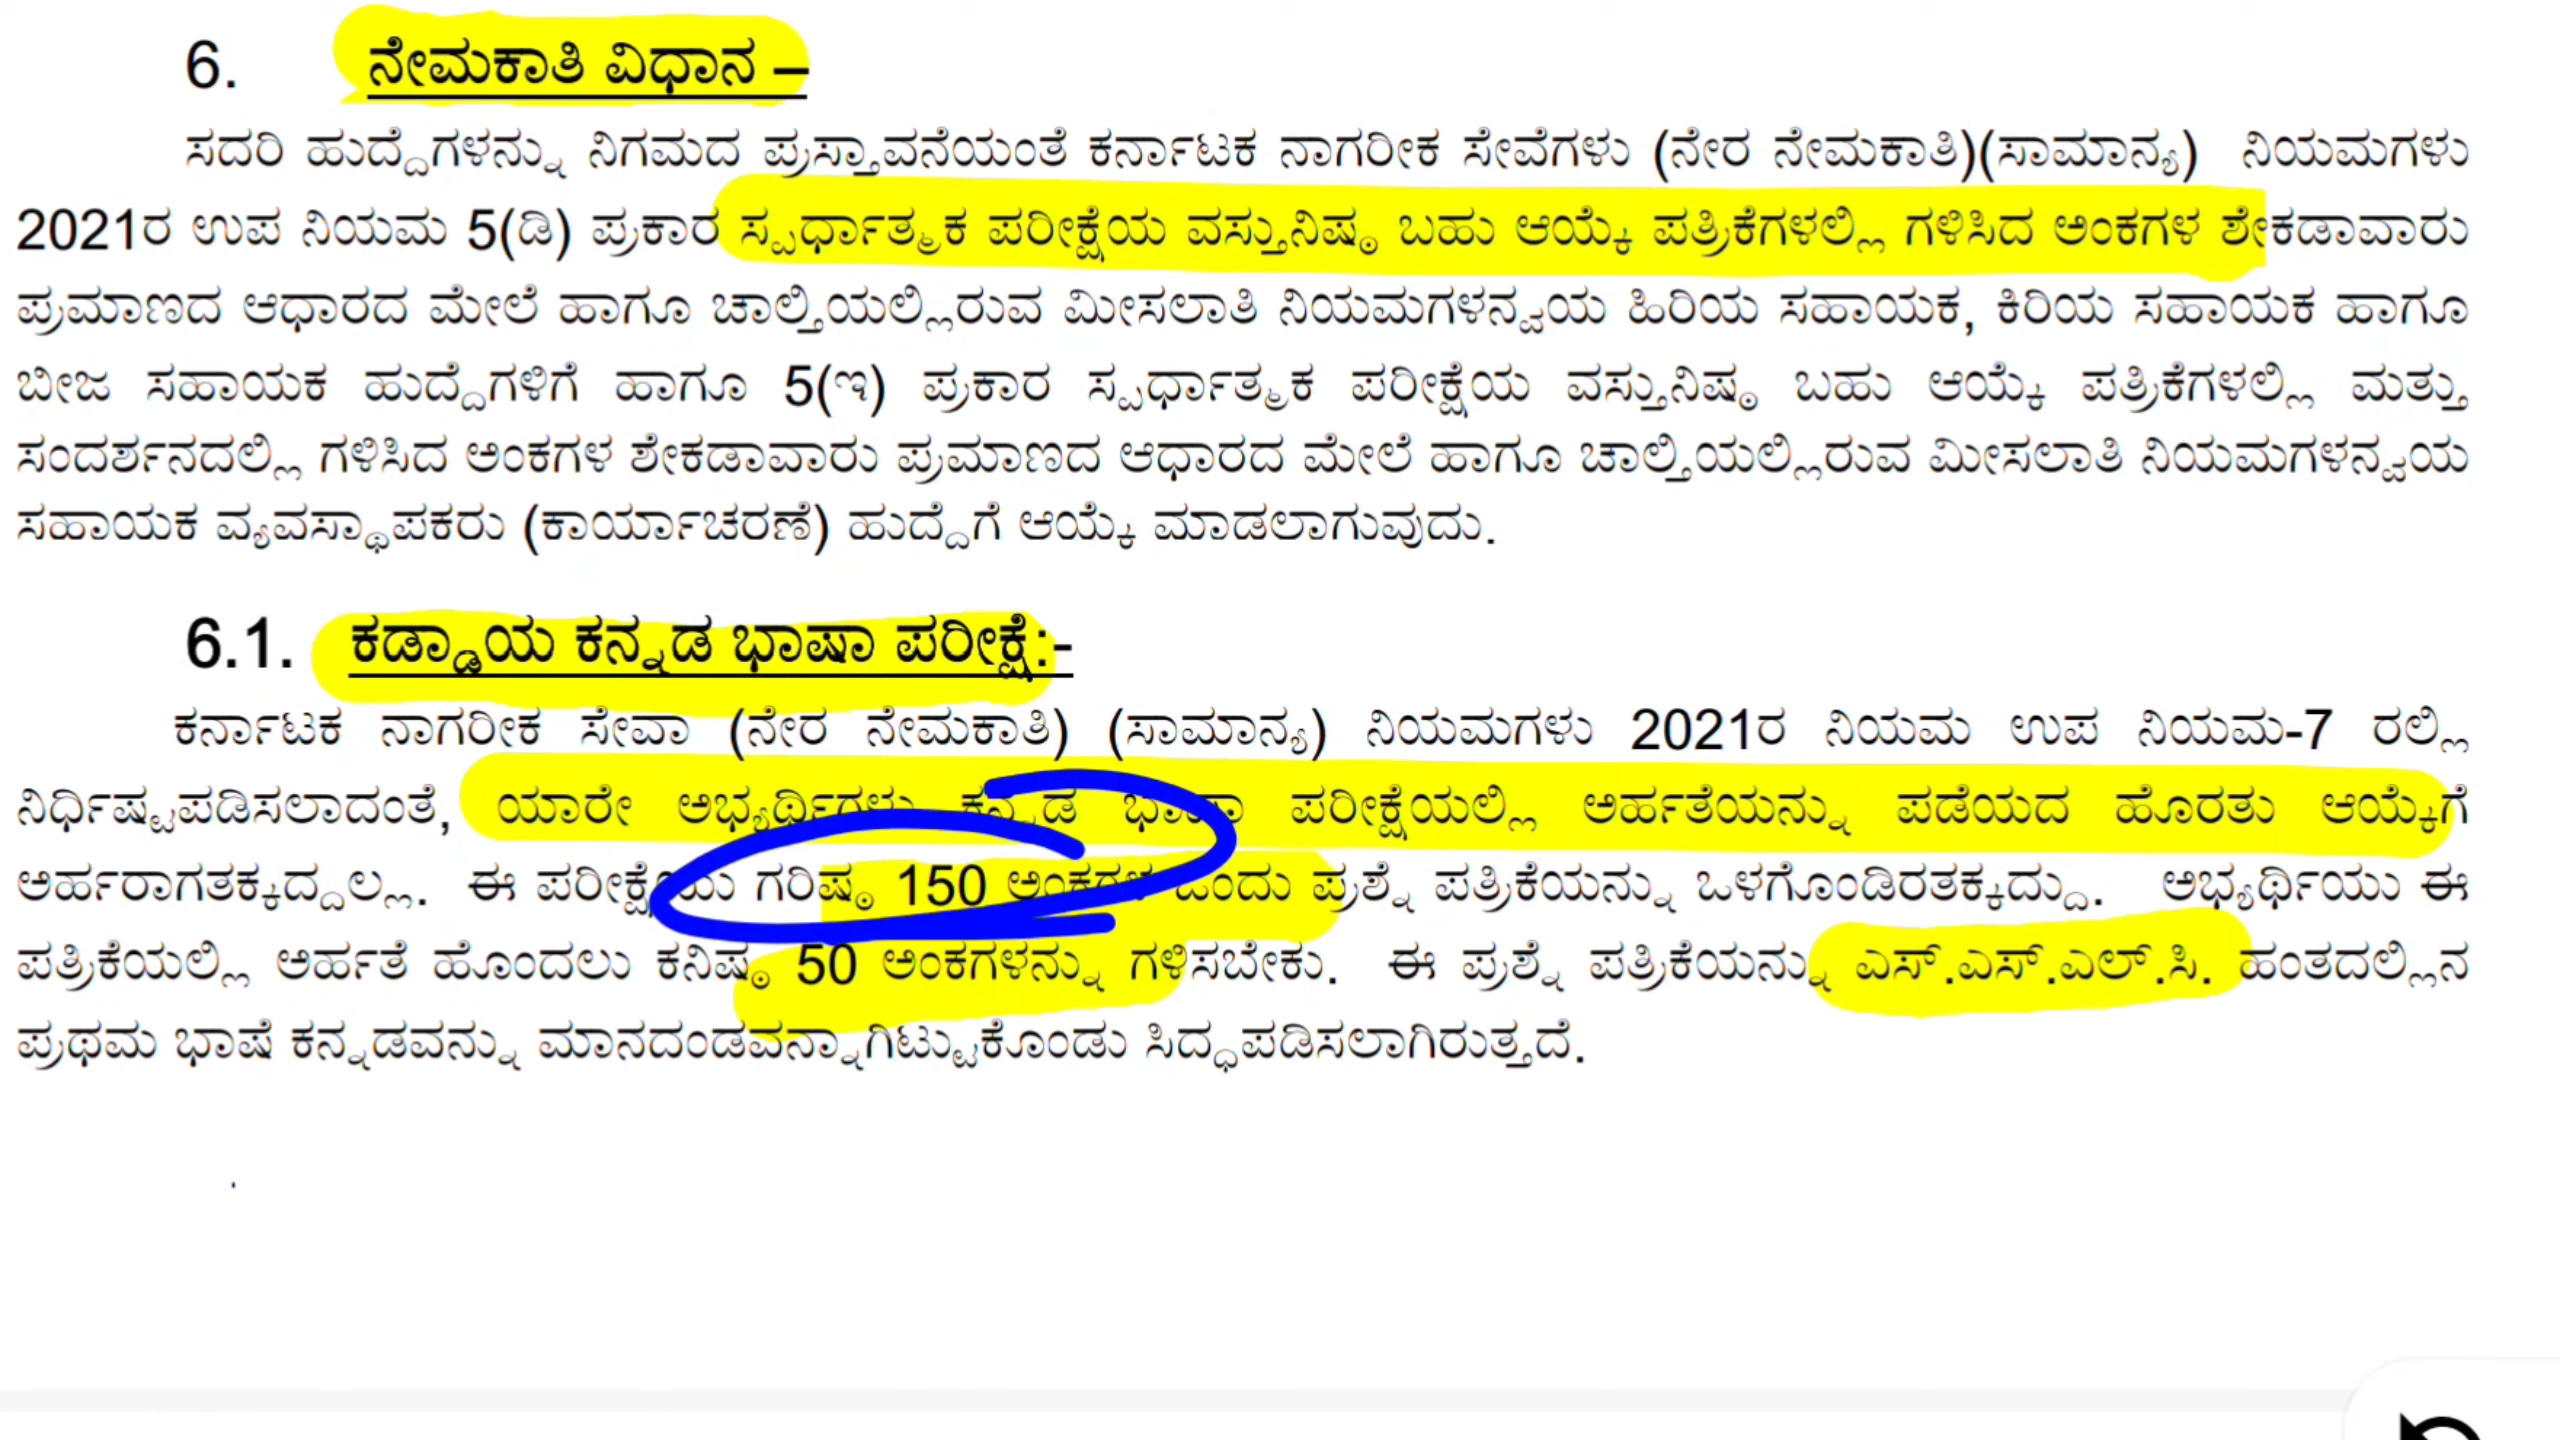 6. ನೇಮಕಾತಿ ವಿಧಾನ –
ಸದರಿ ಹುದ್ದೆಗಳನ್ನು ನಿಗಮದ ಪ್ರಸ್ತಾವನೆಯಂತೆ ಕರ್ನಾಟಕ ನಾಗರೀಕ ಸೇವೆಗಳು (ನೇರ ನೇಮಕಾತಿ)(ಸಾಮಾನ್ಯ) ನಿಯಮಗಳು
2021ರ ಉಪ ನಿಯಮ 5(ಡಿ) ಪ್ರಕಾರ ಸ್ಪರ್ಧಾತ್ಮಕ ಪರೀಕ್ಷೆಯ ವಸ್ತುನಿಷ್ಠ ಬಹು ಆಯ್ಕೆ ಪತ್ರಿಕೆಗಳಲ್ಲಿ ಗಳಿಸಿದ ಅಂಕಗಳ ಶೇಕಡಾವಾರು
ಪ್ರಮಾಣದ ಆಧಾರದ ಮೇಲೆ ಹಾಗೂ ಚಾಲ್ತಿಯಲ್ಲಿರುವ ಮೀಸಲಾತಿ ನಿಯಮಗಳನ್ವಯ ಹಿರಿಯ ಸಹಾಯಕ, ಕಿರಿಯ ಸಹಾಯಕ ಹಾಗೂ
ಬೀಜ ಸಹಾಯಕ ಹುದ್ದೆಗಳಿಗೆ ಹಾಗೂ 5(ಇ) ಪ್ರಕಾರ ಸ್ಪರ್ಧಾತ್ಮಕ ಪರೀಕ್ಷೆಯ ವಸ್ತುನಿಷ್ಠ ಬಹು ಆಯ್ಕೆ ಪತ್ರಿಕೆಗಳಲ್ಲಿ ಮತ್ತು
ಸಂದರ್ಶನದಲ್ಲಿ ಗಳಿಸಿದ ಅಂಕಗಳ ಶೇಕಡಾವಾರು ಪ್ರಮಾಣದ ಆಧಾರದ ಮೇಲೆ ಹಾಗೂ ಚಾಲ್ತಿಯಲ್ಲಿರುವ ಮೀಸಲಾತಿ ನಿಯಮಗಳನ್ವಯ
ಸಹಾಯಕ ವ್ಯವಸ್ಥಾಪಕರು (ಕಾರ್ಯಾಚರಣೆ) ಹುದ್ದೆಗೆ ಆಯ್ಕೆ ಮಾಡಲಾಗುವುದು.
6.1. ಕಡ್ಡಾಯ ಕನ್ನಡ ಭಾಷಾ ಪರೀಕ್ಷೆ:-
ಕರ್ನಾಟಕ ನಾಗರೀಕ ಸೇವಾ (ನೇರ ನೇಮಕಾತಿ) (ಸಾಮಾನ್ಯ) ನಿಯಮಗಳು 2021ರ ನಿಯಮ ಉಪ ನಿಯಮ-7 ರಲ್ಲಿ
ನಿರ್ಧಿಷ್ಟಪಡಿಸಲಾದಂತೆ, ಯಾರೇ ಅಭ್ಯರ್ಥಿಗಳು ಕನ್ನಡ ಭಾಷಾ ಪರೀಕ್ಷೆಯಲ್ಲಿ ಅರ್ಹತೆಯನ್ನು ಪಡೆಯದ ಹೊರತು ಆಯ್ಕೆಗೆ
ಅರ್ಹರಾಗತಕ್ಕದ್ದಲ್ಲ. ಈ ಪರೀಕ್ಷೆಯು ಗರಿಷ್ಠ 150 ಅಂಕಗಳ ಒಂದು ಪ್ರಶ್ನೆ ಪತ್ರಿಕೆಯನ್ನು ಒಳಗೊಂಡಿರತಕ್ಕದ್ದು. ಅಭ್ಯರ್ಥಿಯು ಈ
ಪತ್ರಿಕೆಯಲ್ಲಿ ಅರ್ಹತೆ ಹೊಂದಲು ಕನಿಷ್ಠ 50 ಅಂಕಗಳನ್ನು ಗಳಿಸಬೇಕು. ಈ ಪ್ರಶ್ನೆ ಪತ್ರಿಕೆಯನ್ನು ಎಸ್.ಎಸ್.ಎಲ್.ಸಿ. ಹಂತದಲ್ಲಿನ
ಪ್ರಥಮ ಭಾಷೆ ಕನ್ನಡವನ್ನು ಮಾನದಂಡವನ್ನಾಗಿಟ್ಟುಕೊಂಡು ಸಿದ್ಧಪಡಿಸಲಾಗಿರುತ್ತದೆ.